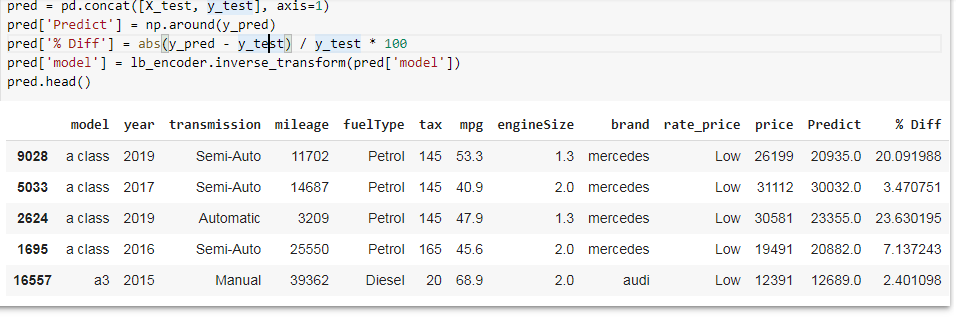 pred = pd.concat([X_test, y_test], axis=1)
pred['Predict'] = np.around(y_pred)
pred['% Diff'] = abs(y_pred - y_test) / y_test * 100
pred['model'] = lb_encoder.inverse_transform(pred['model'])
pred.head()
model year transmission mileage fuelType tax mpg engineSize brand rate_price price Predict % Diff
9028 a class 2019 Semi-Auto 11702 Petrol 145 53.3 1.3 mercedes Low 26199 20935.0 20.091988
5033 a class 2017 Semi-Auto 14687 Petrol 145 40.9 2.0 mercedes Low 31112 30032.0 3.470751
2624 a class 2019 Automatic 3209 Petrol 145 47.9 1.3 mercedes Low 30581 23355.0 23.630195
1695 a class 2016 Semi-Auto 25550 Petrol 165 45.6 2.0 mercedes Low 19491 20882.0 7.137243
16557 a3 2015 Manual 39362 Diesel 20 68.9 2.0 audi Low 12391 12689.0 2.401098